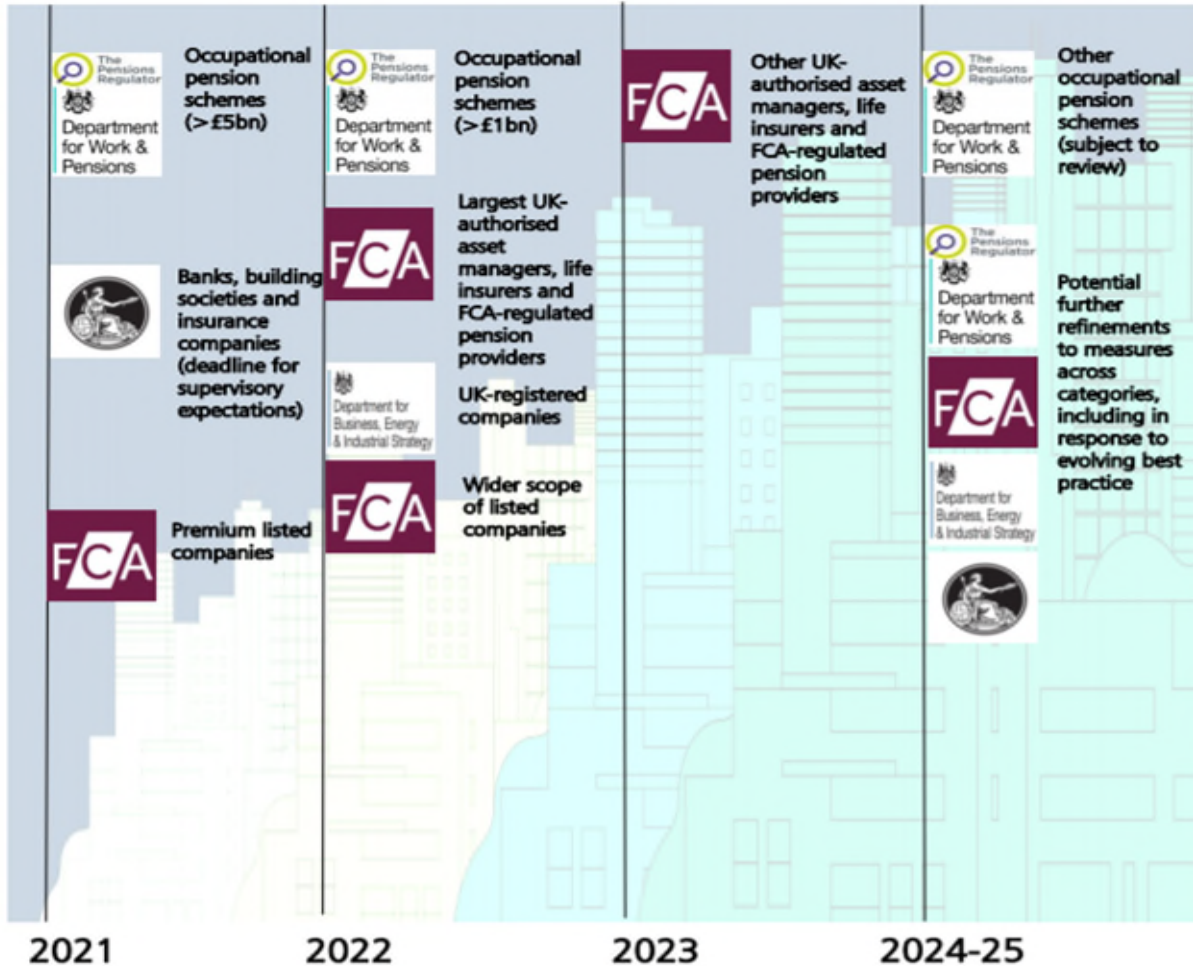 The
Pensions
Regulator
Department
for Work &
Pensions
Occupational
pension
schemes
(>£5bn)
Banks, building
societies and
insurance
companies
(deadline for
supervisory
expectations)
FCA
Premium listed
companies
2021
The
Pensions
Regulator
Department
for Work &
Pensions
Occupational
pension
schemes
(>£1bn)
FCA
Largest UK-
authorised
asset
managers, life
insurers and
FCA-regulated
pension
providers
Department for
Business, Energy
& Industrial Strategy
UK-registered
companies
FCA
Wider scope
of listed
companies
2022
FCA
Other UK-
authorised asset
managers, life
insurers and
FCA-regulated
pension
providers
2023
The
Pensions
Regulator
Department
for Work &
Pensions
Other
occupational
pension
schemes
(subject to
review)
The
Pensions
Regulator
Department
for Work &
Pensions
FCA
Department for
Business, Energy
& Industrial Strategy
Potential
further
refinements
to measures
across
categories,
including in
response to
evolving best
practice
2024-25